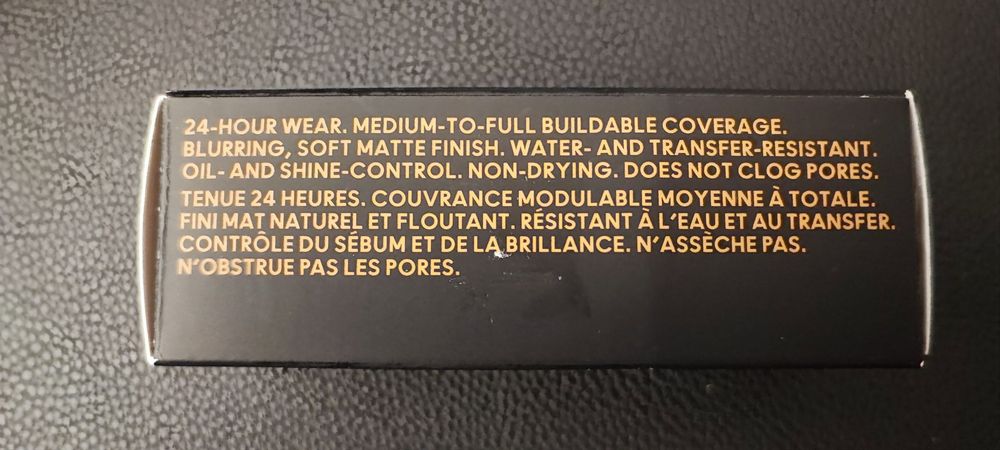 24-HOUR WEAR. MEDIUM-TO-FULL BUILDABLE COVERAGE.
BLURRING, SOFT MATTE FINISH. WATER- AND TRANSFER-RESISTANT.
OIL- AND SHINE-CONTROL. NON-DRYING. DOES NOT CLOG PORES.
TENUE 24 HEURES. COUVRANCE MODULABLE MOYENNE À TOTALE.
FINI MAT NATUREL ET FLOUTANT. RÉSISTANT À L'EAU ET AU TRANSFER.
CONTRÔLE DU SÉBUM ET DE LA BRILLANCE. N'ASSÈCHE PAS.
N'OBSTRUE PAS LES PORES.